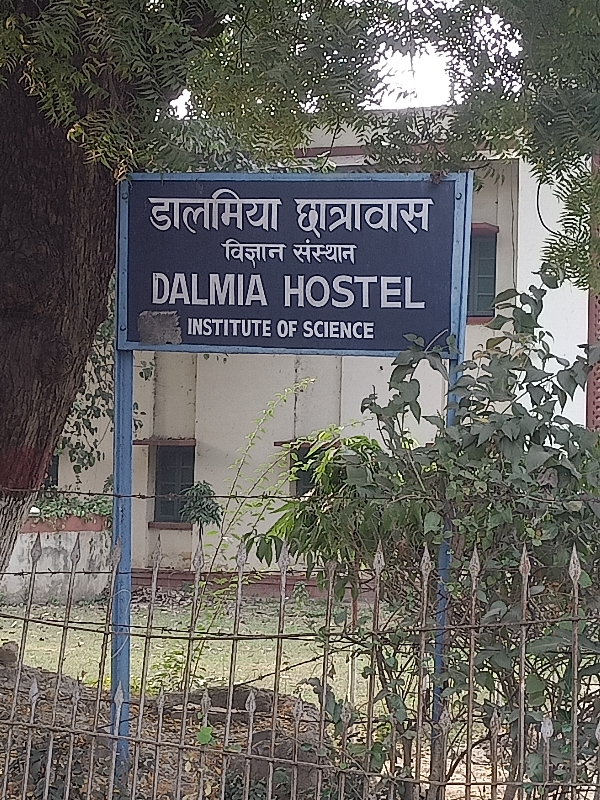 डालमिया छात्रावास
विज्ञान संस्थान
DALMIA HOSTEL
INSTITUTE OF SCIENCE